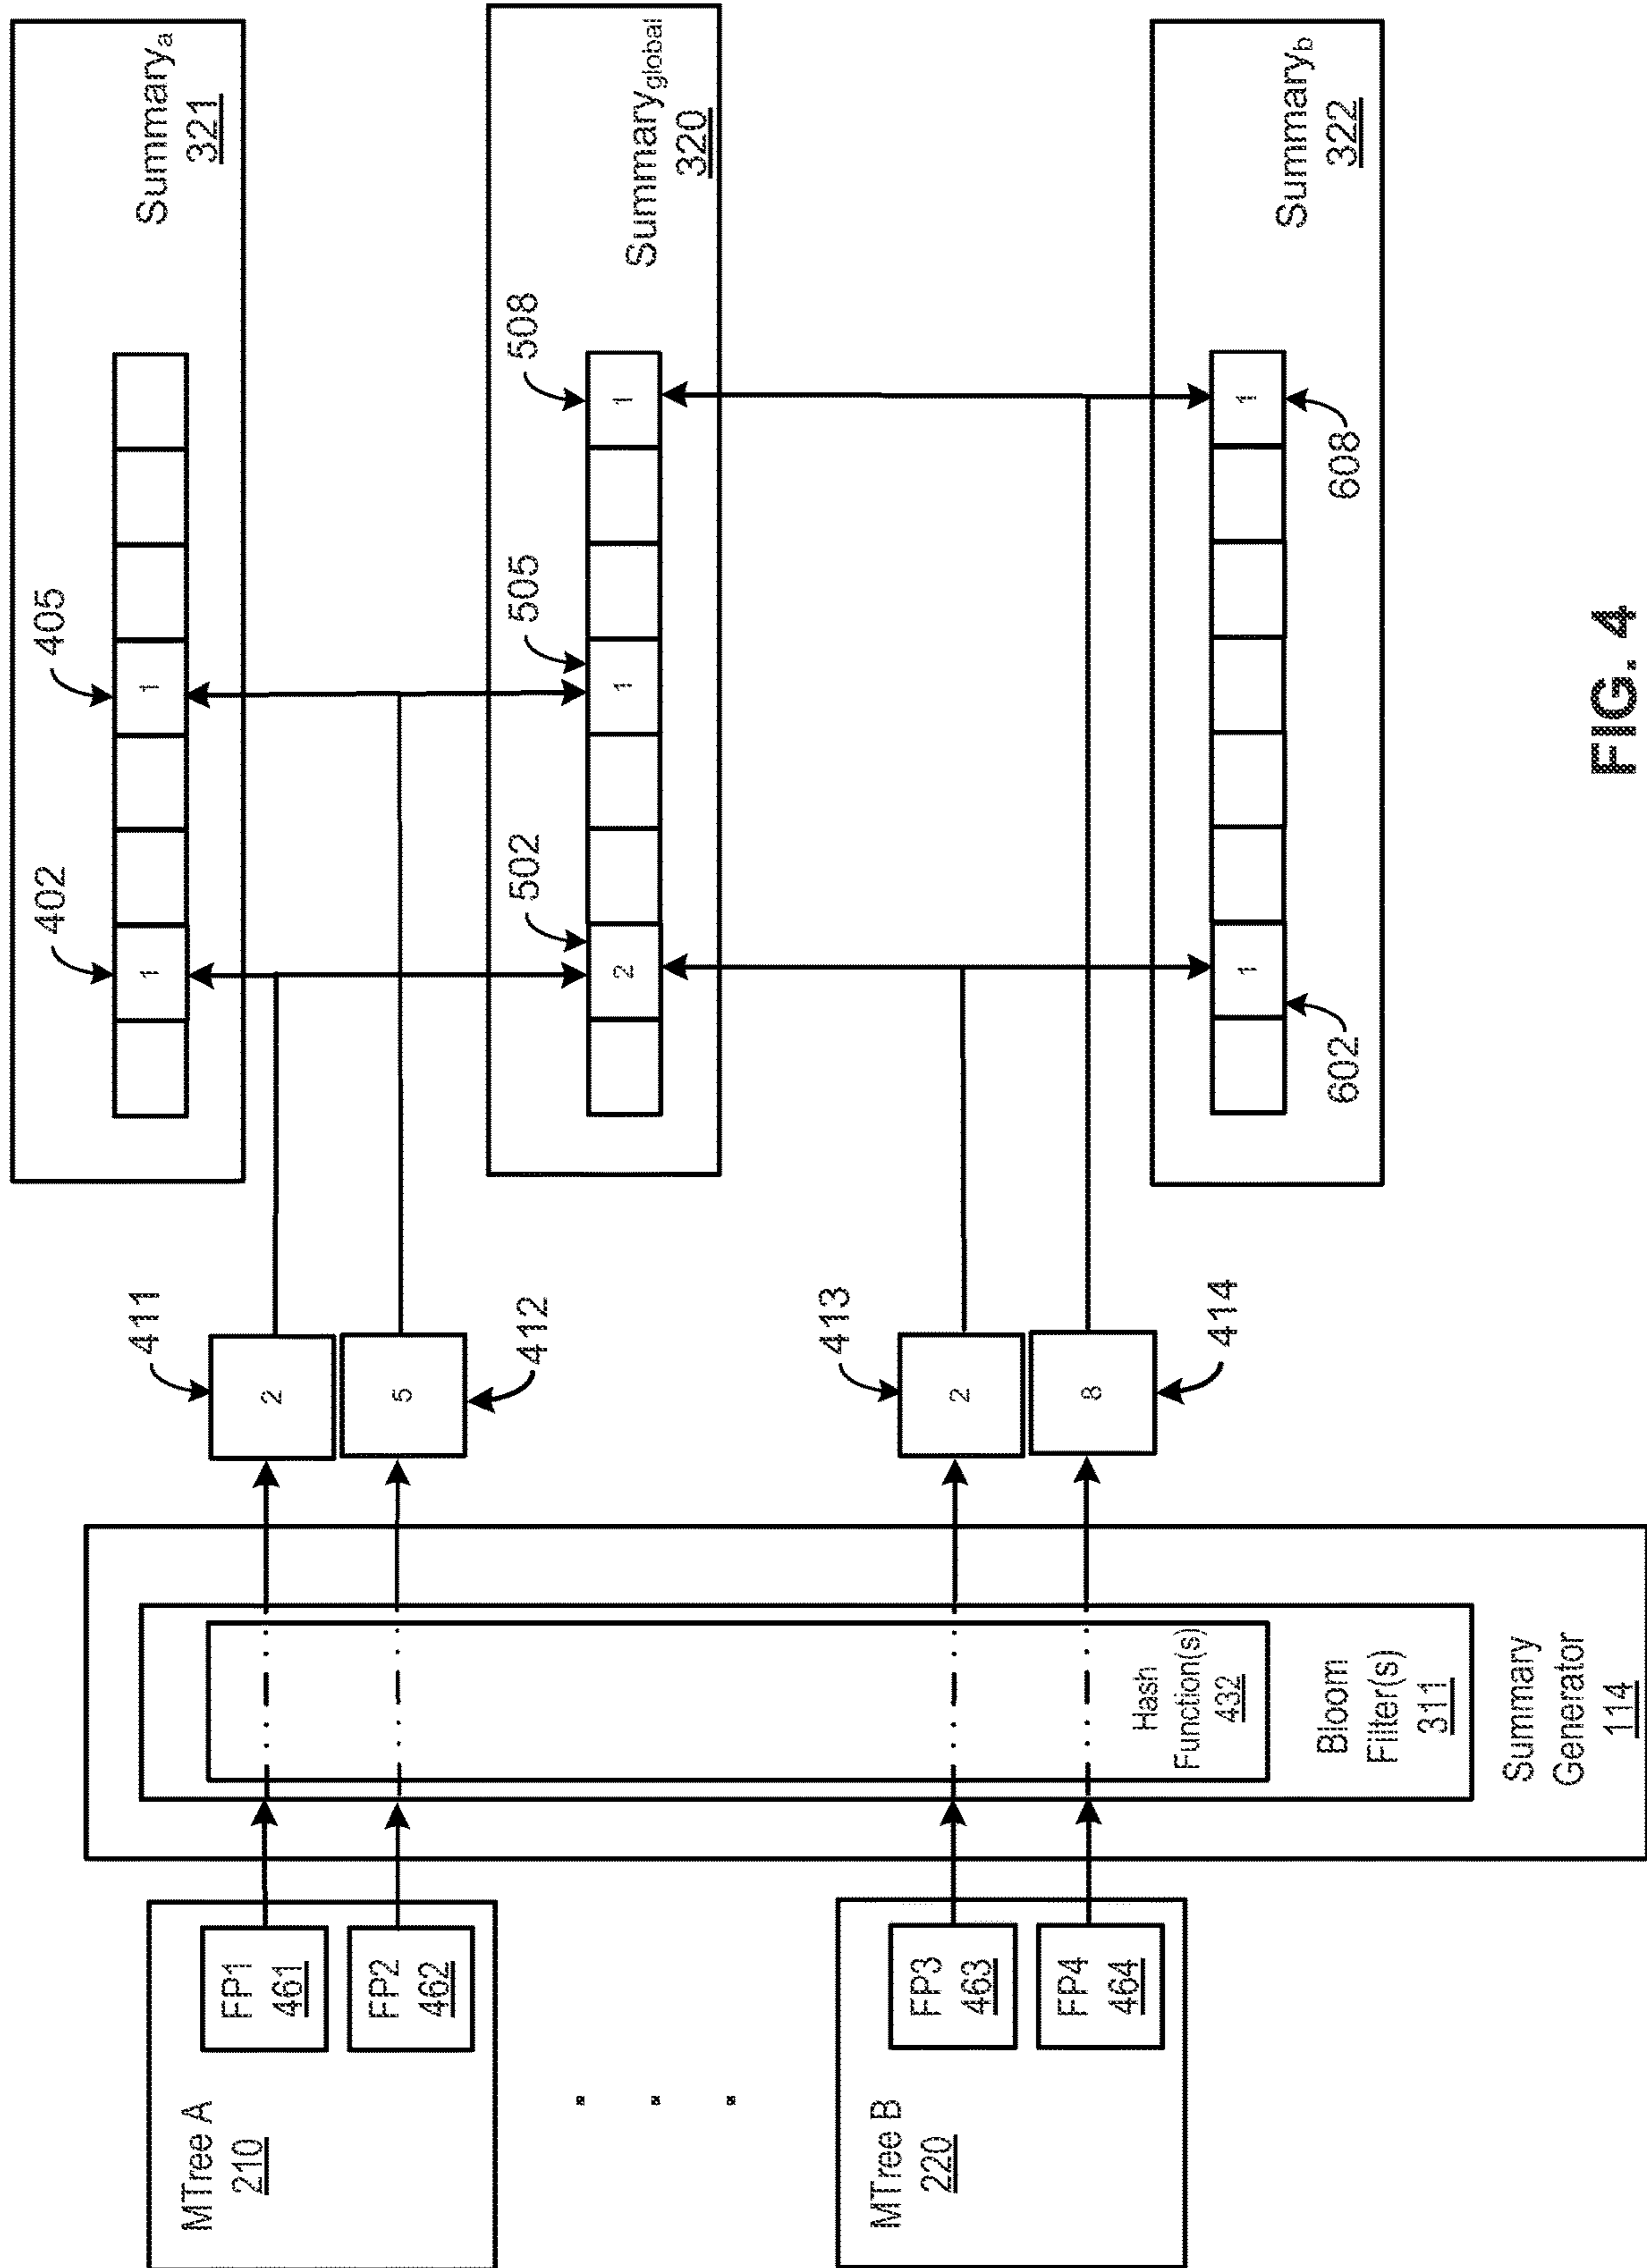 MTree A
210
FP1
461
FP2
462
MTree B
220
FP3
463
FP4
464
Hash
Function(s)
432
Bloom
Filter(s)
311
Summary
Generator
114
411
2
5
412
413
2
8
414
402
405
1
1
Summarya
321
502
505
508
2
1
1
Summaryglobal
320
1
1
602
608
Summaryb
322
FIG. 4